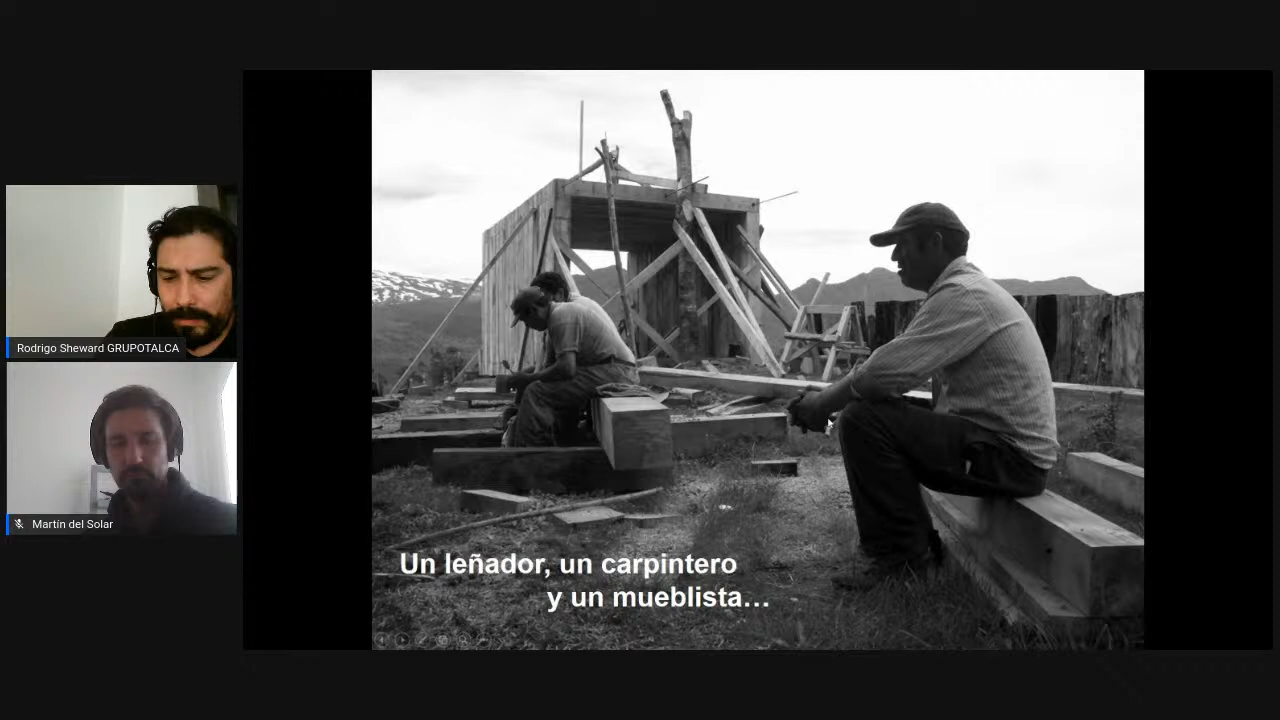 Rodrigo Sheward GRUPOTALCA
Martín del Solar
Un leñador, un carpintero
y un mueblista...